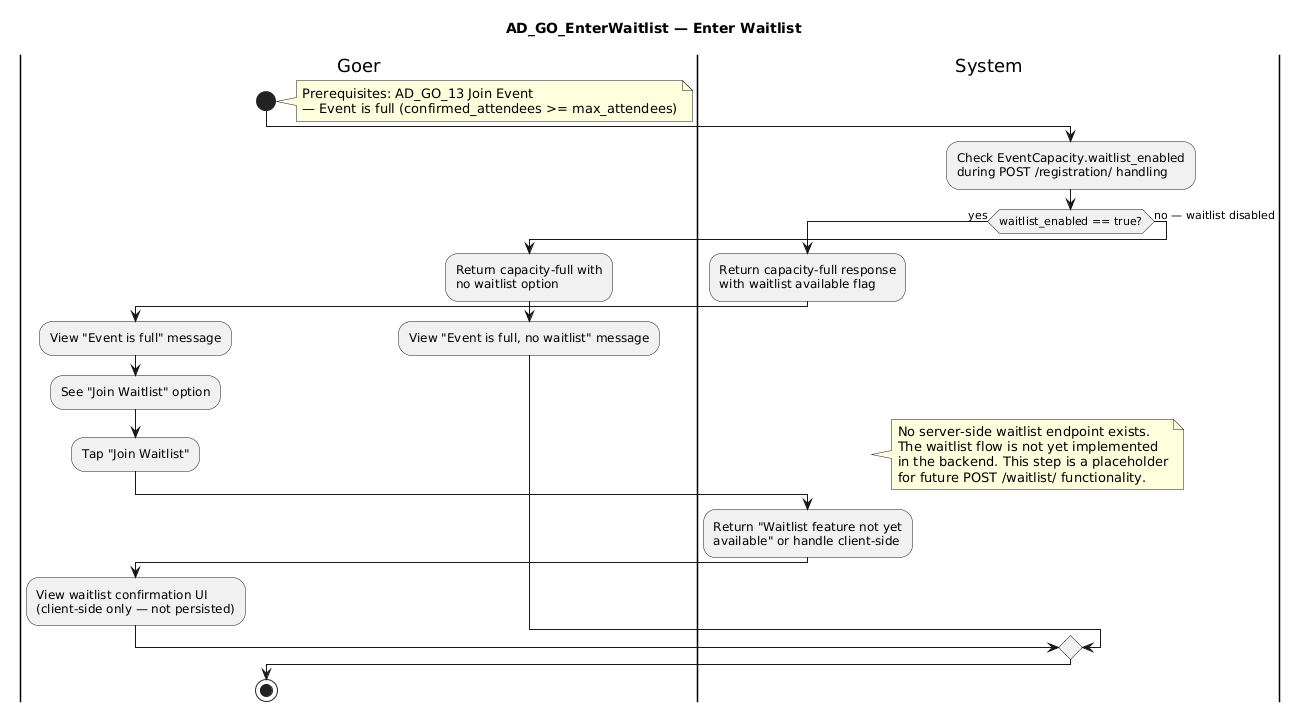 AD_GO_EnterWaitlist — Enter Waitlist
Goer
System
Prerequisites: AD_GO_13 Join Event
— Event is full (confirmed_attendees >= max_attendees)
Check EventCapacity.waitlist_enabled
during POST /registration/ handling
yes
waitlist_enabled == true?
no — waitlist disabled
Return capacity-full with
no waitlist option
Return capacity-full response
with waitlist available flag
View "Event is full" message
View "Event is full, no waitlist" message
See "Join Waitlist" option
Tap "Join Waitlist"
No server-side waitlist endpoint exists.
The waitlist flow is not yet implemented
in the backend. This step is a placeholder
for future POST /waitlist/ functionality.
Return "Waitlist feature not yet
available" or handle client-side
View waitlist confirmation UI
(client-side only — not persisted)